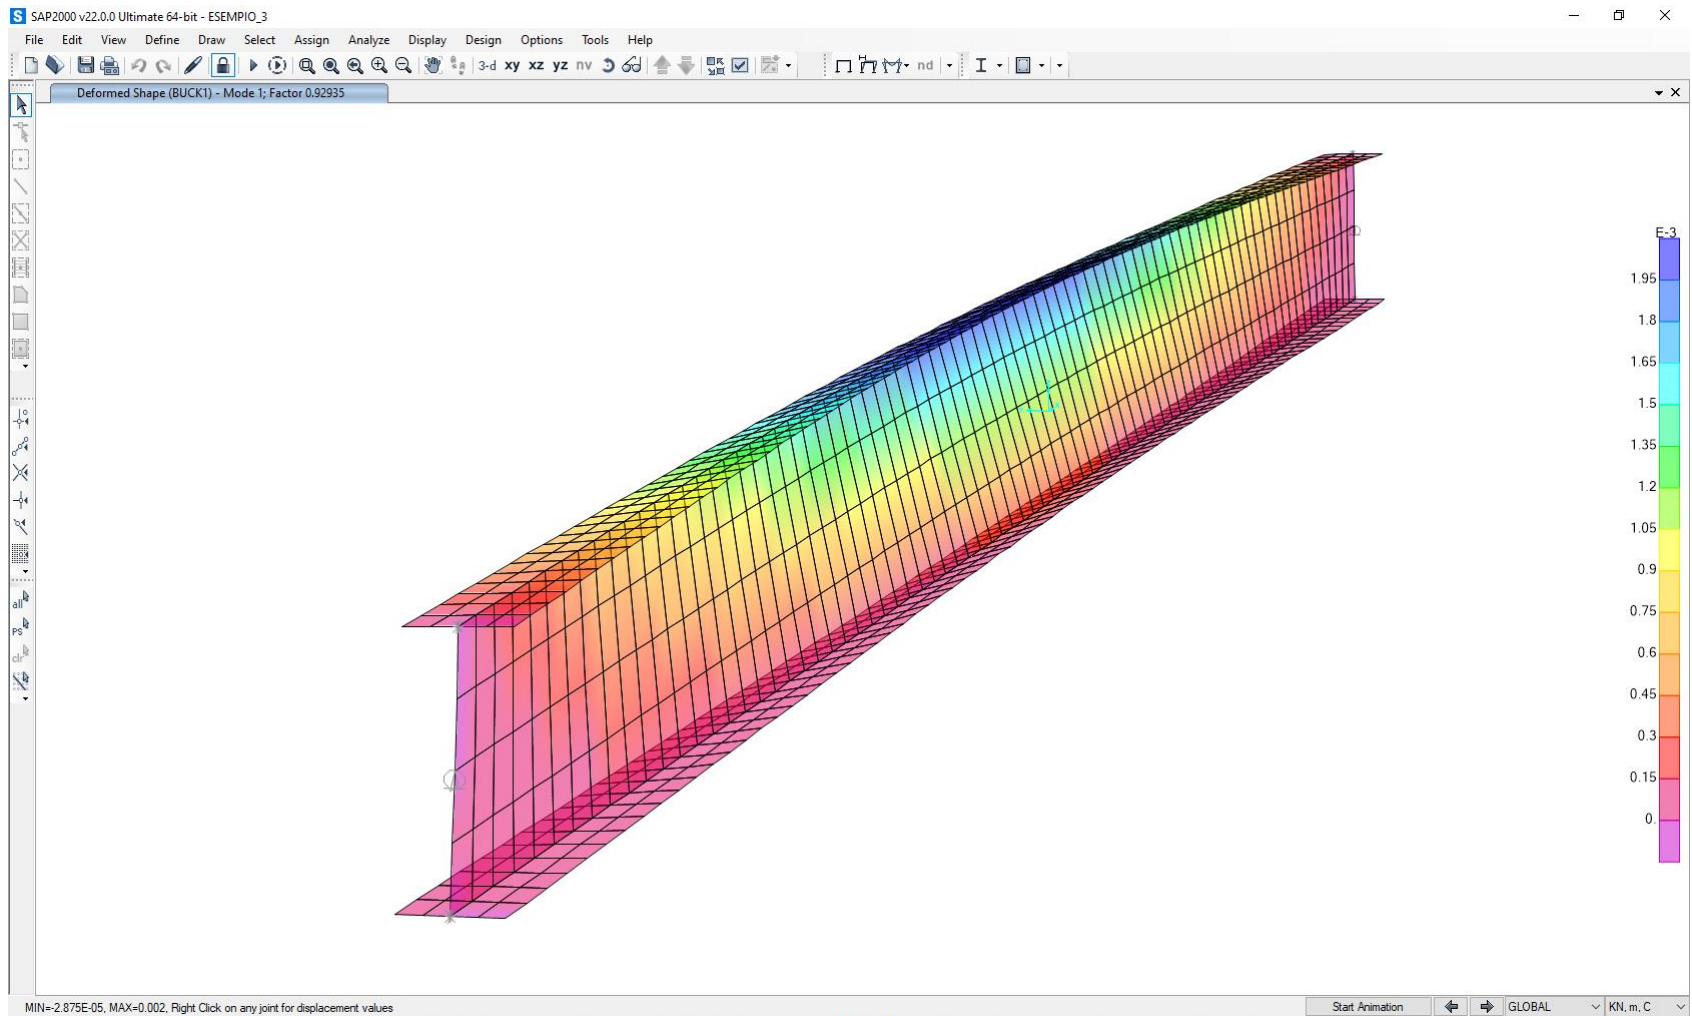 SAP2000 v22.0.0 Ultimate 64-bit - ESEMPIO_3
File Edit View Define Draw Select Assign Analyze Display Design Options Tools Help
3-d xy xz yz nv nd
Deformed Shape (BUCK1) - Mode 1; Factor 0.92935
E-3
1.95
1.8
1.65
1.5
1.35
1.2
1.05
0.9
0.75
0.6
0.45
0.3
0.15
0.
all
PS
clr
MIN=-2.875E-05, MAX=0.002, Right Click on any joint for displacement values
Start Animation
GLOBAL
KN, m, C